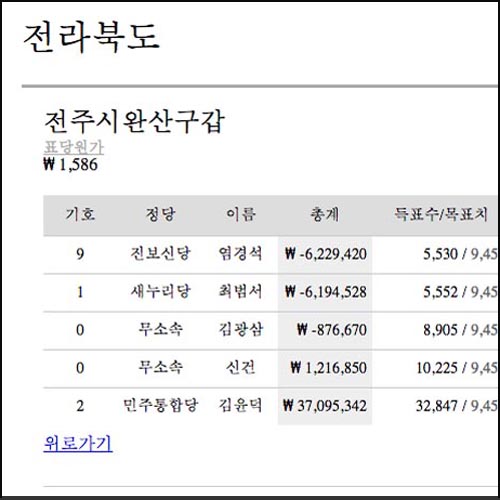 전라북도
전주시완산구갑
표당원가
₩ 1,586
기호 정당 이름 총계 득표수/목표치
9 진보신당 염경석 ₩ -6,229,420 5,530 / 9,45
1 새누리당 최범서 ₩ -6,194,528 5,552 / 9,45
0 무소속 김광삼 ₩ -876,670 8,905 / 9,45
0 무소속 신건 ₩ 1,216,850 10,225 / 9,45
2 민주통합당 김윤덕 ₩ 37,095,342 32,847 / 9,45
위로가기